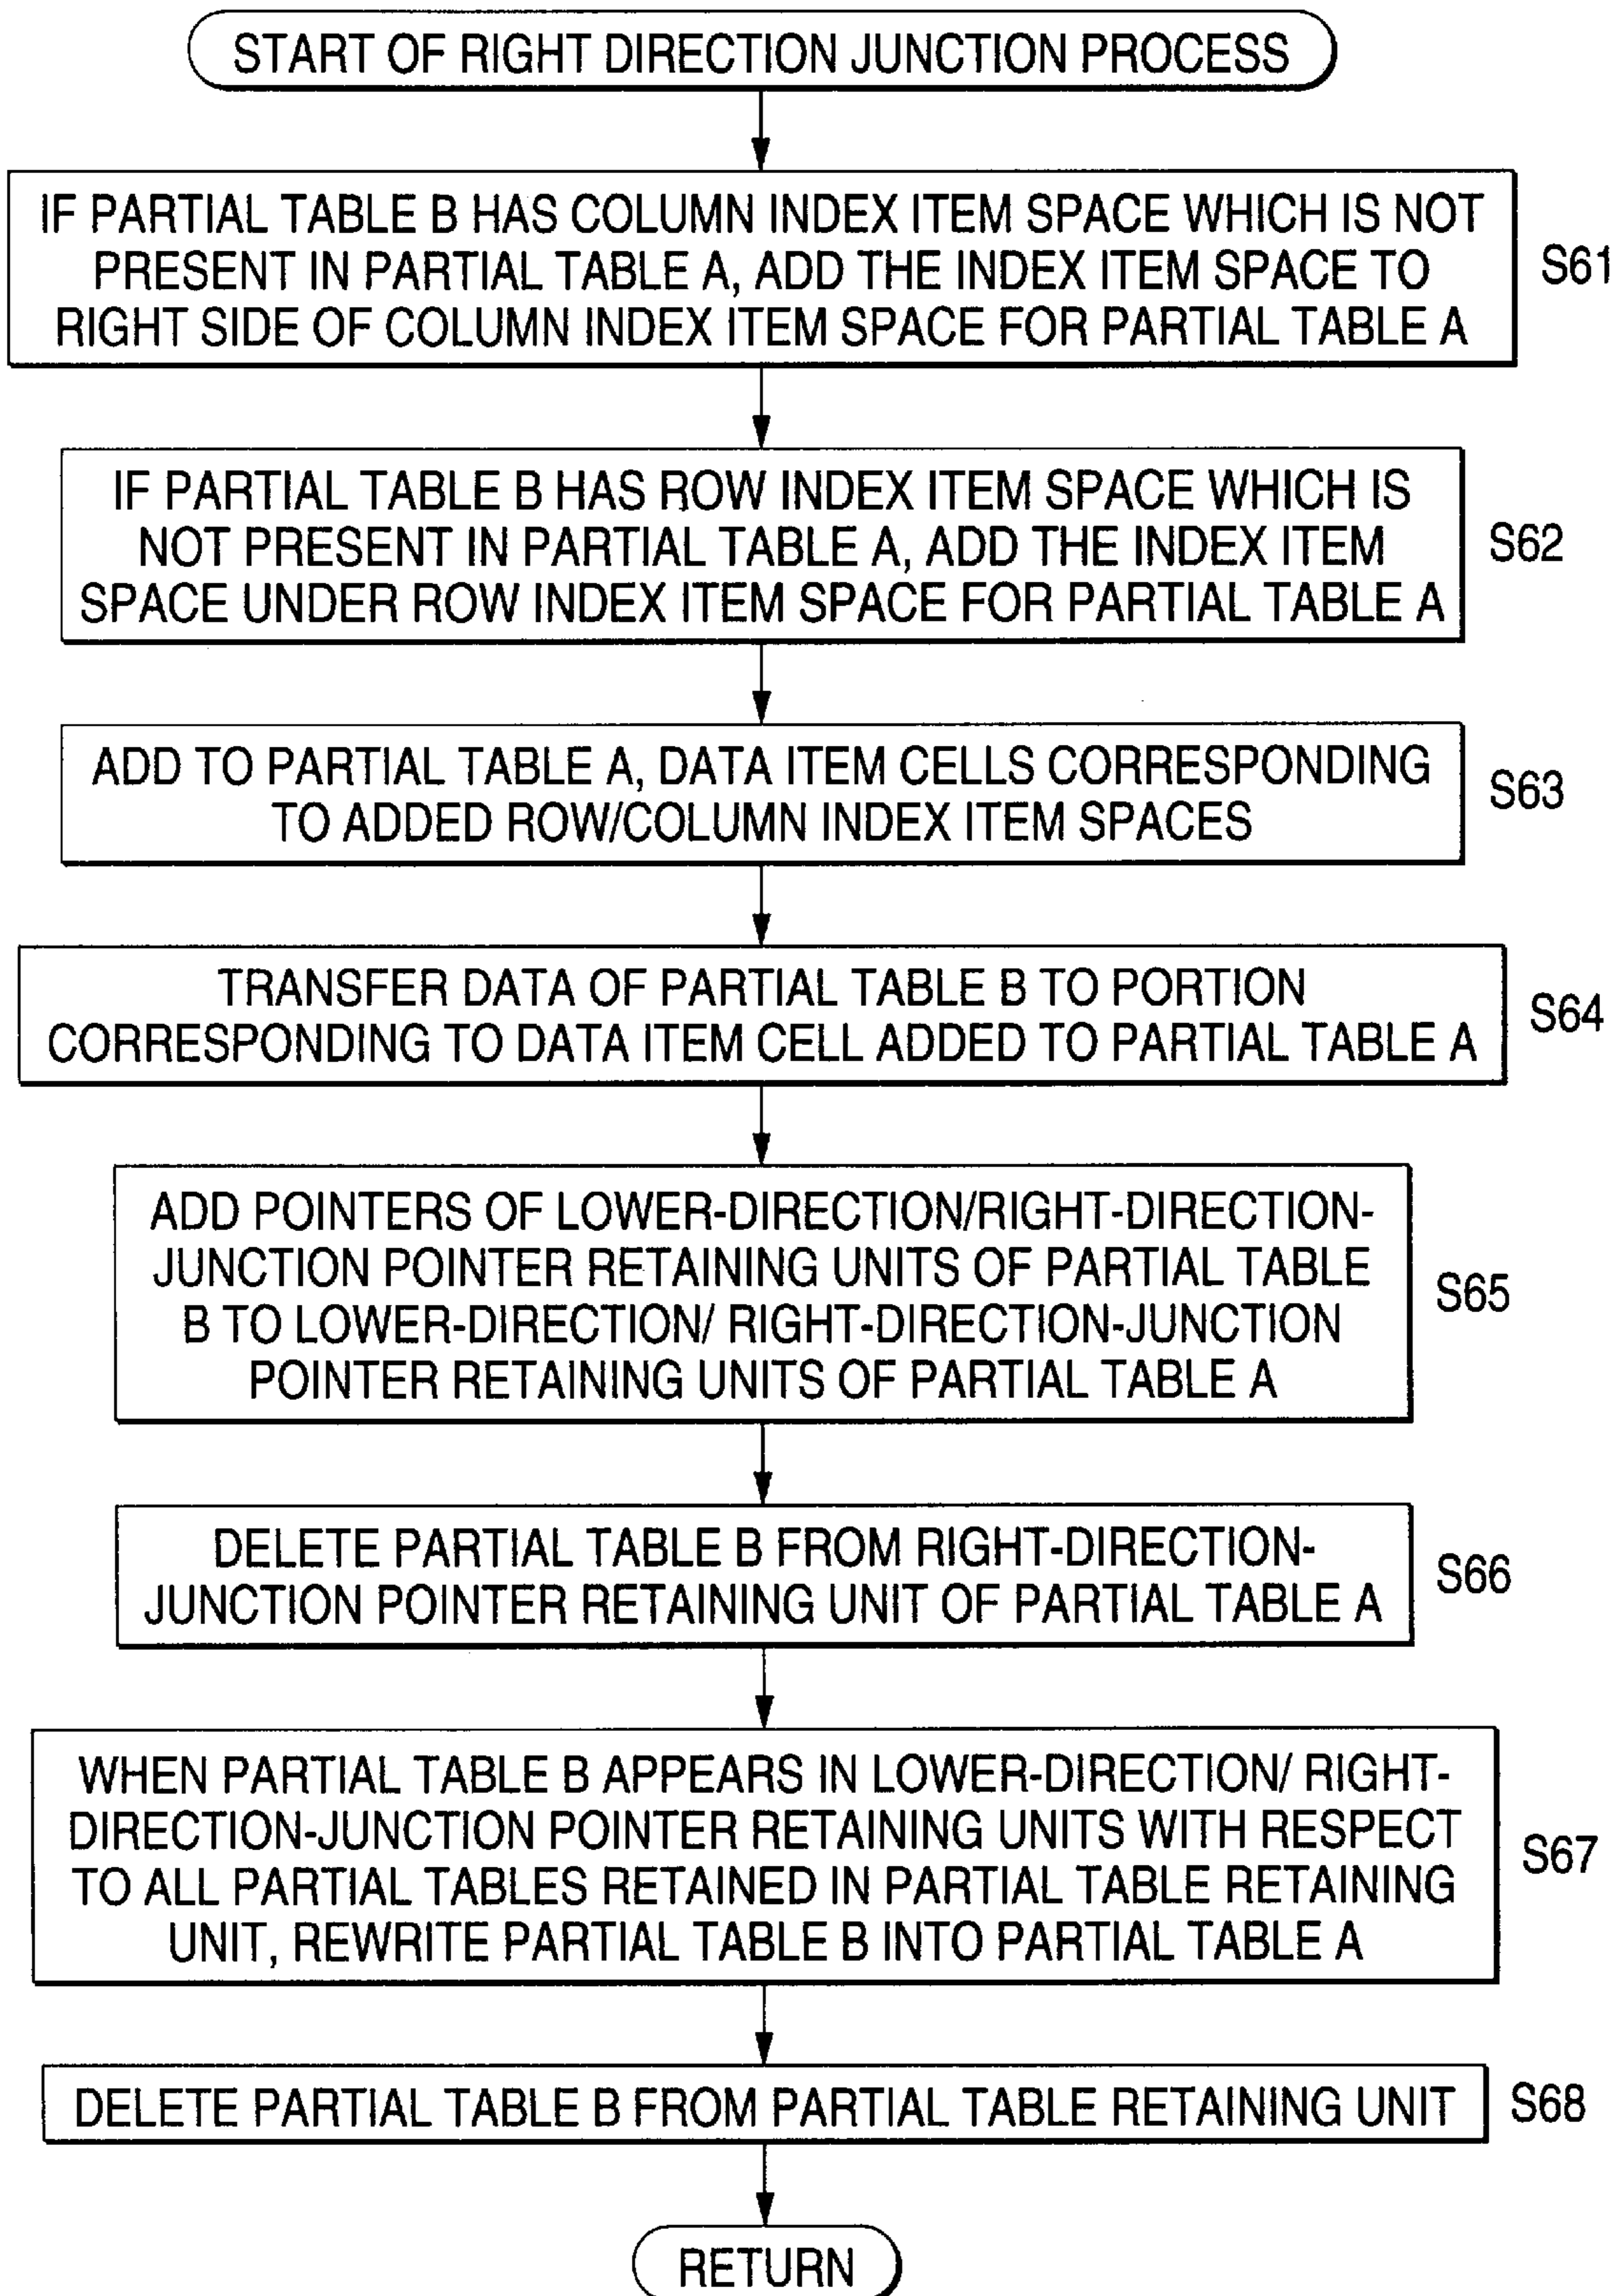 START OF RIGHT DIRECTION JUNCTION PROCESS
IF PARTIAL TABLE B HAS COLUMN INDEX ITEM SPACE WHICH IS NOT
PRESENT IN PARTIAL TABLE A, ADD THE INDEX ITEM SPACE TO
RIGHT SIDE OF COLUMN INDEX ITEM SPACE FOR PARTIAL TABLE A
S61
IF PARTIAL TABLE B HAS ROW INDEX ITEM SPACE WHICH IS
NOT PRESENT IN PARTIAL TABLE A, ADD THE INDEX ITEM
SPACE UNDER ROW INDEX ITEM SPACE FOR PARTIAL TABLE A
S62
ADD TO PARTIAL TABLE A, DATA ITEM CELLS CORRESPONDING
TO ADDED ROW/COLUMN INDEX ITEM SPACES
S63
TRANSFER DATA OF PARTIAL TABLE B TO PORTION
CORRESPONDING TO DATA ITEM CELL ADDED TO PARTIAL TABLE A
S64
ADD POINTERS OF LOWER-DIRECTION/RIGHT-DIRECTION-
JUNCTION POINTER RETAINING UNITS OF PARTIAL TABLE
B TO LOWER-DIRECTION/ RIGHT-DIRECTION-JUNCTION
POINTER RETAINING UNITS OF PARTIAL TABLE A
S65
DELETE PARTIAL TABLE B FROM RIGHT-DIRECTION-
JUNCTION POINTER RETAINING UNIT OF PARTIAL TABLE A
S66
WHEN PARTIAL TABLE B APPEARS IN LOWER-DIRECTION/ RIGHT-
DIRECTION-JUNCTION POINTER RETAINING UNITS WITH RESPECT
TO ALL PARTIAL TABLES RETAINED IN PARTIAL TABLE RETAINING
UNIT, REWRITE PARTIAL TABLE B INTO PARTIAL TABLE A
S67
DELETE PARTIAL TABLE B FROM PARTIAL TABLE RETAINING UNIT
S68
RETURN